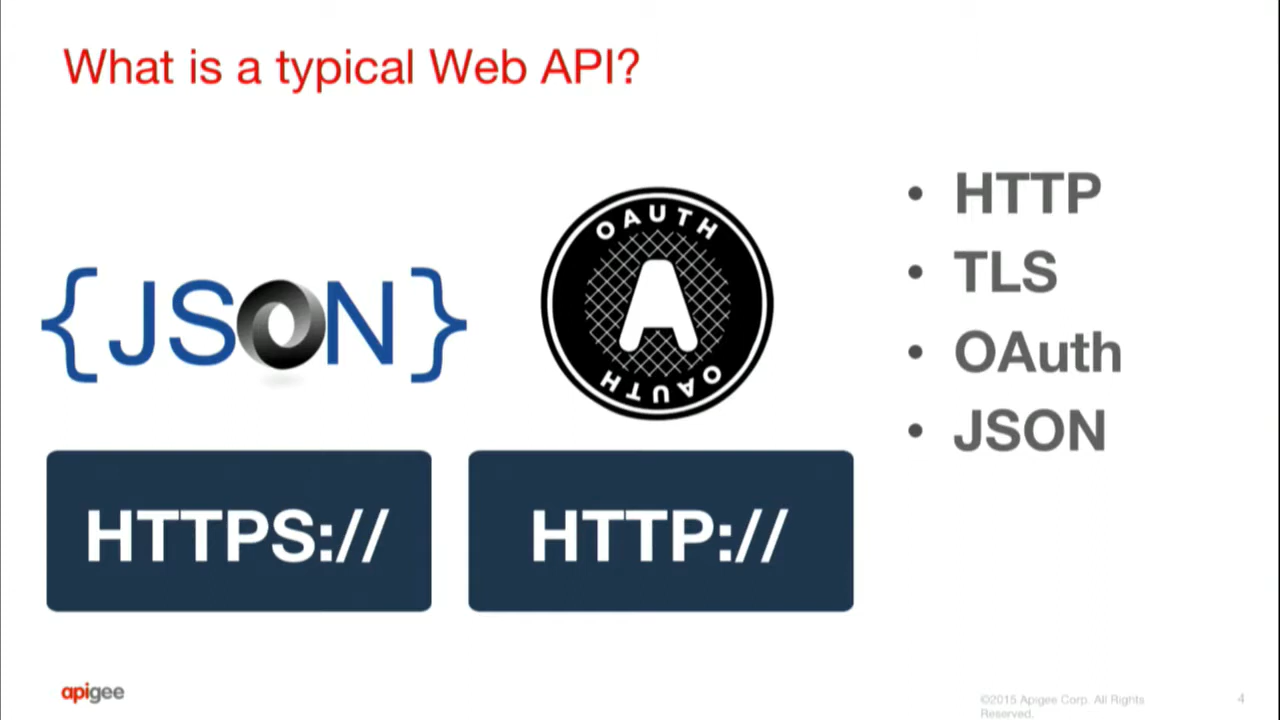 What is a typical Web API?
{JSON}
OAUTH
A
OAUTH
HTTPS://
HTTP://
• HTTP
• TLS
• OAuth
• JSON
apigee
©2015 Apigee Corp. All Rights
Reserved.
4